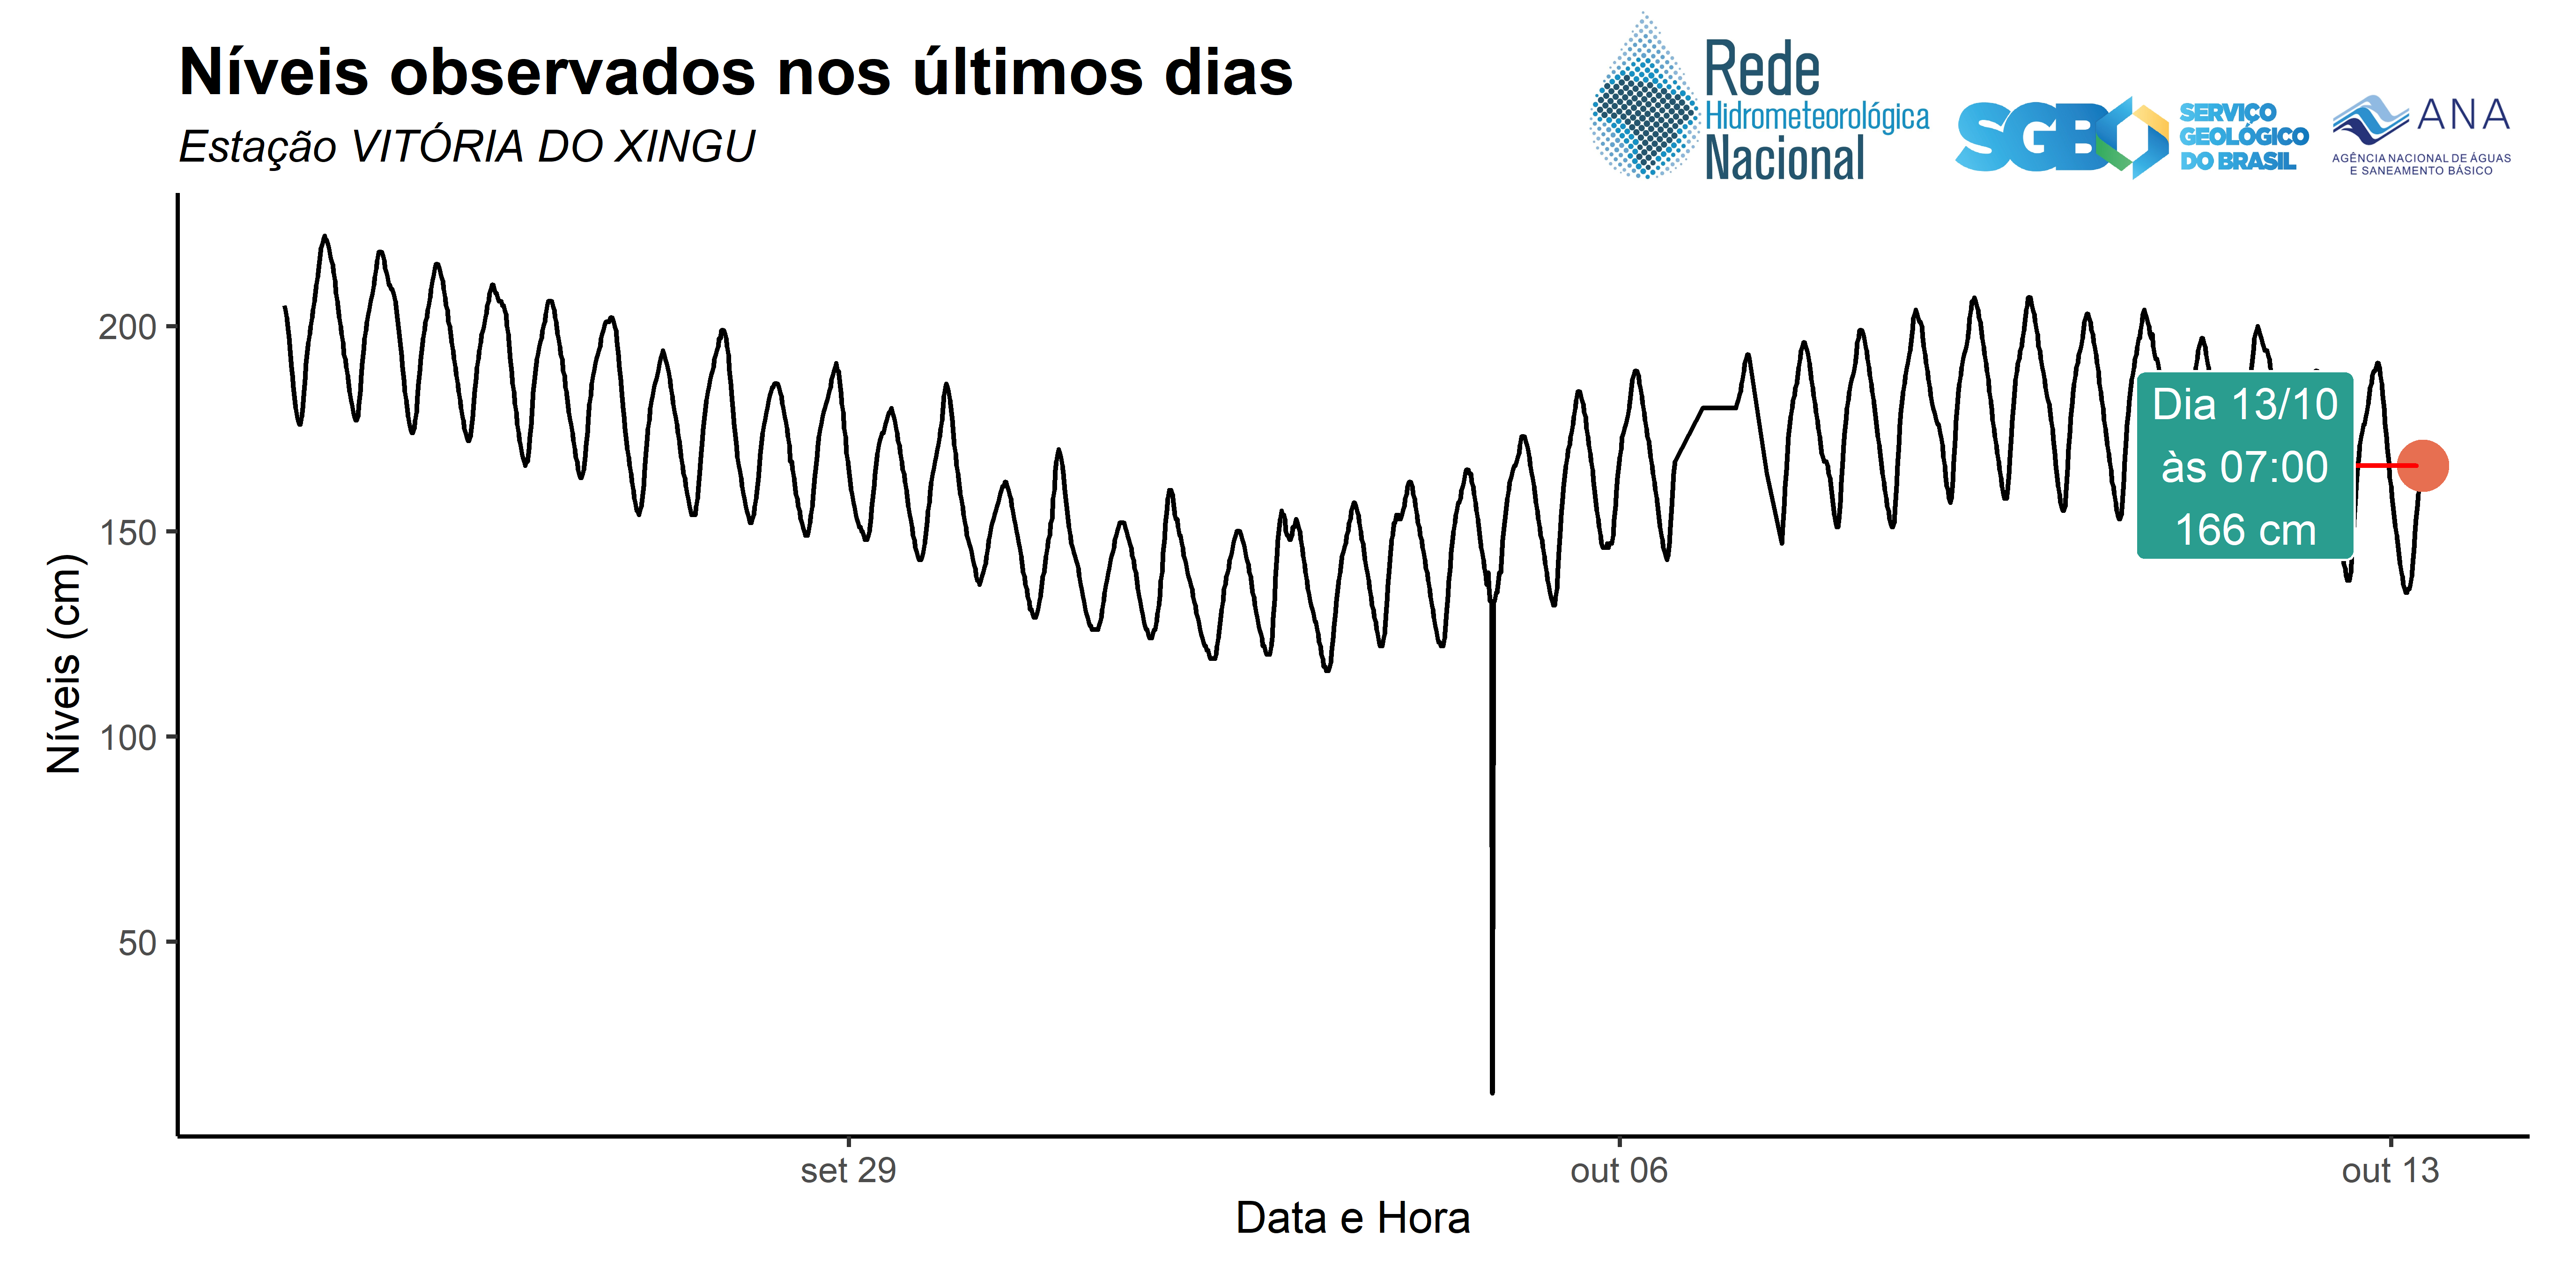 Níveis observados nos últimos dias
Estação VITÓRIA DO XINGU
Rede
Hidrometeorológica
Nacional
SGB
SERVIÇO
GEOLÓGICO
DO BRASIL
ANA
AGÊNCIA NACIONAL DE ÁGUAS
E SANEAMENTO BÁSICO
Níveis (cm)
200
150
100
50
Dia 13/10
às 07:00
166 cm
set 29
out 06
out 13
Data e Hora